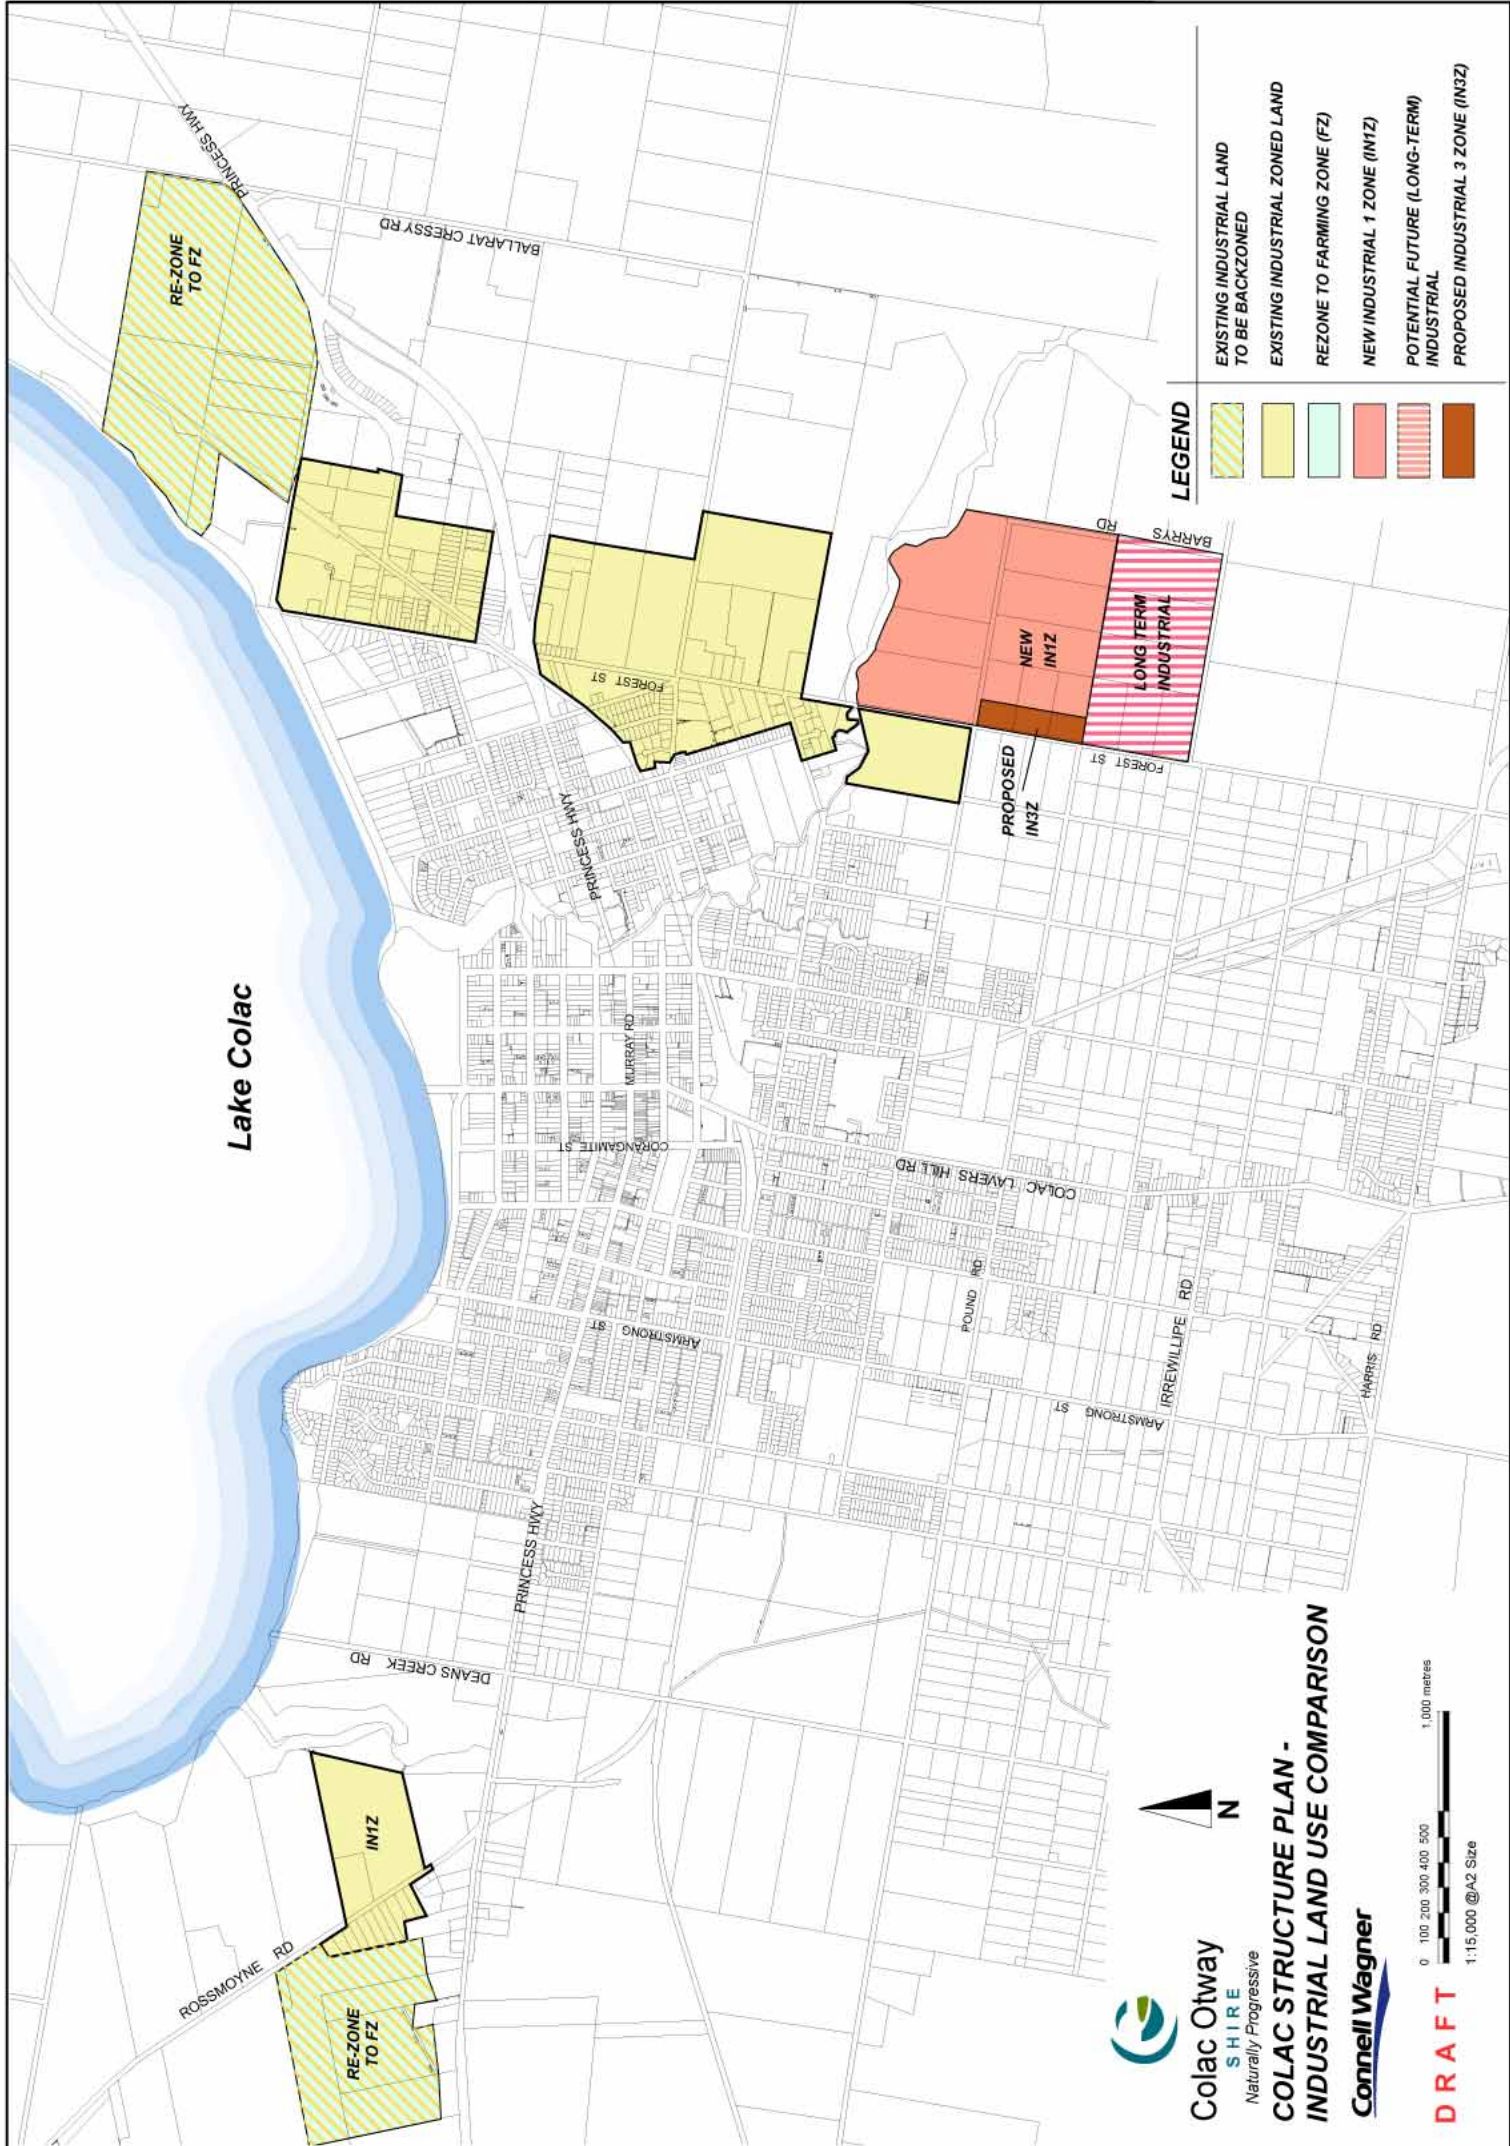 Lake Colac
PRINCESS HWY
RE-ZONE
TO FZ
BALLARAT CRESSY RD
FOREST ST
PRINCESS HWY
MURRAY RD
CORANGAMITE ST
ARMSTRONG ST
PRINCESS HWY
DEANS CREEK RD
IN1Z
ROSSMOYNE RD
RE-ZONE
TO FZ
BARRYS RD
NEW
IN1Z
LONG TERM
INDUSTRIAL
PROPOSED
IN3Z
FOREST ST
COLAC LAVERS HILL RD
POUND RD
IRREWILLIPE RD
ARMSTRONG ST
HARRIS RD
LEGEND
EXISTING INDUSTRIAL LAND
TO BE BACKZONED
EXISTING INDUSTRIAL ZONED LAND
REZONE TO FARMING ZONE (FZ)
NEW INDUSTRIAL 1 ZONE (IN1Z)
POTENTIAL FUTURE (LONG-TERM)
INDUSTRIAL
PROPOSED INDUSTRIAL 3 ZONE (IN3Z)
N
Colac Otway
SHIRE
Naturally Progressive
COLAC STRUCTURE PLAN -
INDUSTRIAL LAND USE COMPARISON
Connell Wagner
DRAFT
0 100 200 300 400 500 1,000 metres
1:15,000 @A2 Size